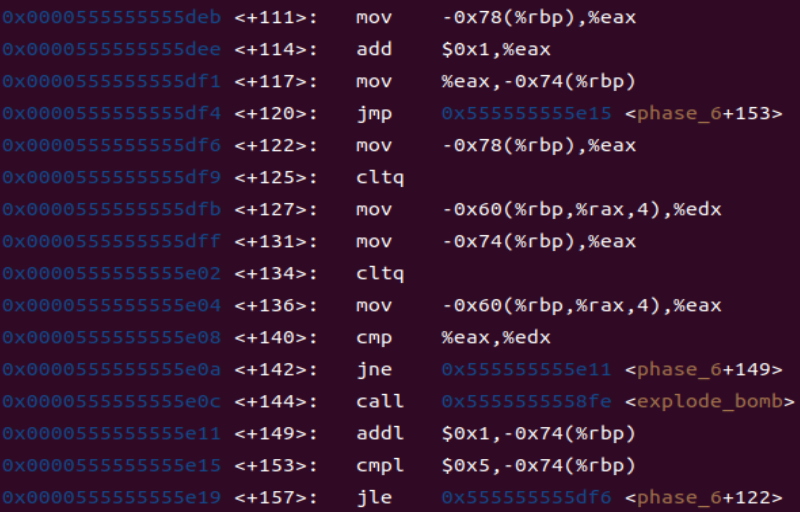 0x0000555555555deb <+111>: mov -0x78(%rbp),%eax
0x0000555555555dee <+114>: add $0x1,%eax
0x0000555555555df1 <+117>: mov %eax,-0x74(%rbp)
0x0000555555555df4 <+120>: jmp 0x555555555e15 <phase_6+153>
0x0000555555555df6 <+122>: mov -0x78(%rbp),%eax
0x0000555555555df9 <+125>: cltq
0x0000555555555dfb <+127>: mov -0x60(%rbp,%rax,4),%edx
0x0000555555555dff <+131>: mov -0x74(%rbp),%eax
0x0000555555555e02 <+134>: cltq
0x0000555555555e04 <+136>: mov -0x60(%rbp,%rax,4),%eax
0x0000555555555e08 <+140>: cmp %eax,%edx
0x0000555555555e0a <+142>: jne 0x555555555e11 <phase_6+149>
0x0000555555555e0c <+144>: call 0x5555555558fe <explode_bomb>
0x0000555555555e11 <+149>: addl $0x1,-0x74(%rbp)
0x0000555555555e15 <+153>: cmpl $0x5,-0x74(%rbp)
0x0000555555555e19 <+157>: jle 0x555555555df6 <phase_6+122>